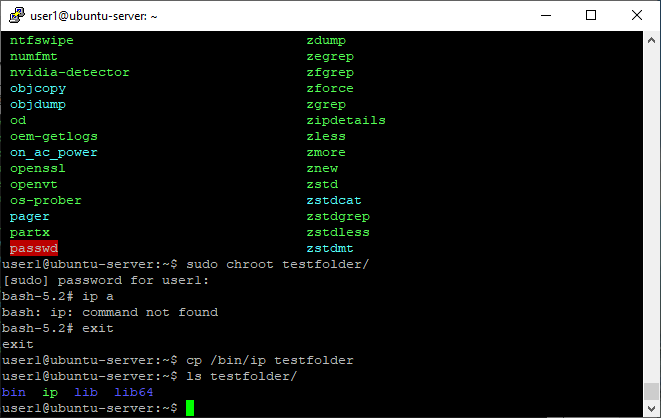 user1@ubuntu-server: ~
ntfswipe zdump
numfmt zegrep
nvidia-detector zfgrep
objcopy zforce
objdump zgrep
od zipdetails
oem-getlogs zless
on_ac_power zmore
openssl znew
openvt zstd
os-prober zstdcat
pager zstdgrep
partx zstdless
passwd zstdmt
user1@ubuntu-server:~$ sudo chroot testfolder/
[sudo] password for user1:
bash-5.2# ip a
bash: ip: command not found
bash-5.2# exit
exit
user1@ubuntu-server:~$ cp /bin/ip testfolder
user1@ubuntu-server:~$ ls testfolder/
bin ip lib lib64
user1@ubuntu-server:~$